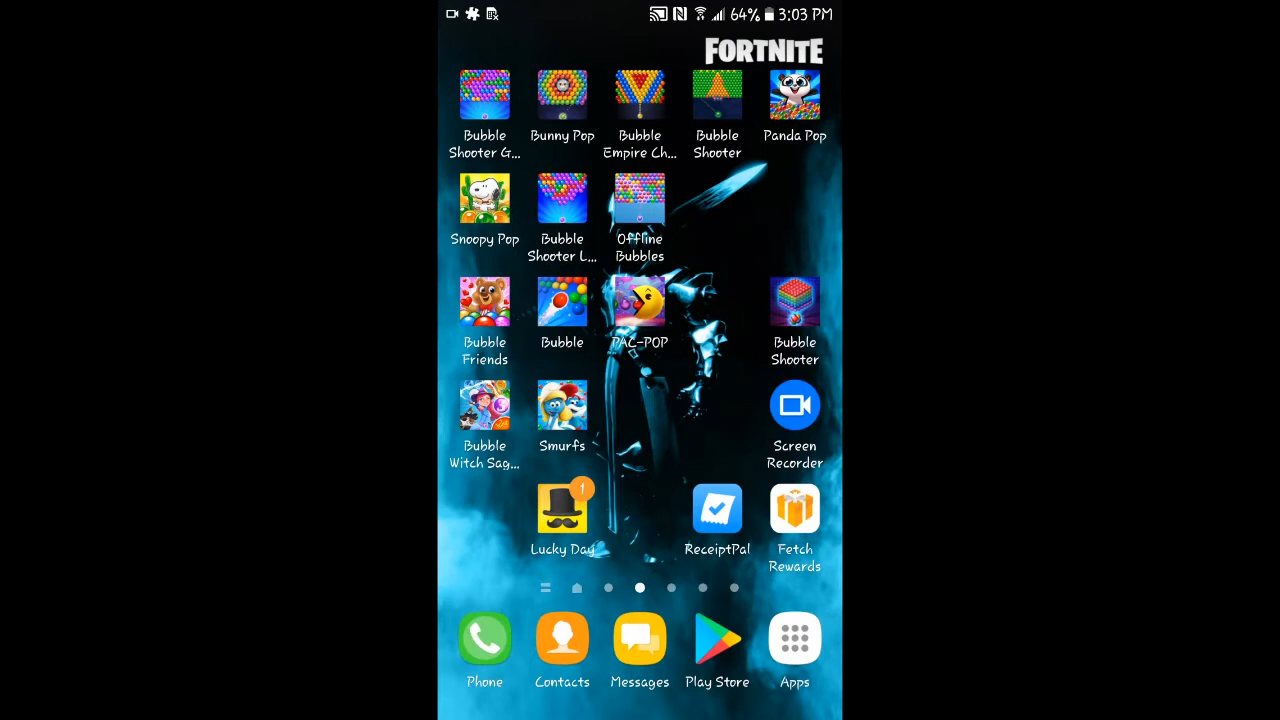 64% 3:03 PM
FORTNITE
Bubble Shooter G...
Bunny Pop
Bubble Empire Ch...
Bubble Shooter
Panda Pop
Snoopy Pop
Bubble Shooter L...
Offline Bubbles
Bubble Friends
Bubble
PAC-POP
Bubble Shooter
Bubble Witch Sag...
Smurfs
Screen Recorder
1
Lucky Day
ReceiptPal
Fetch Rewards
Phone
Contacts
Messages
Play Store
Apps